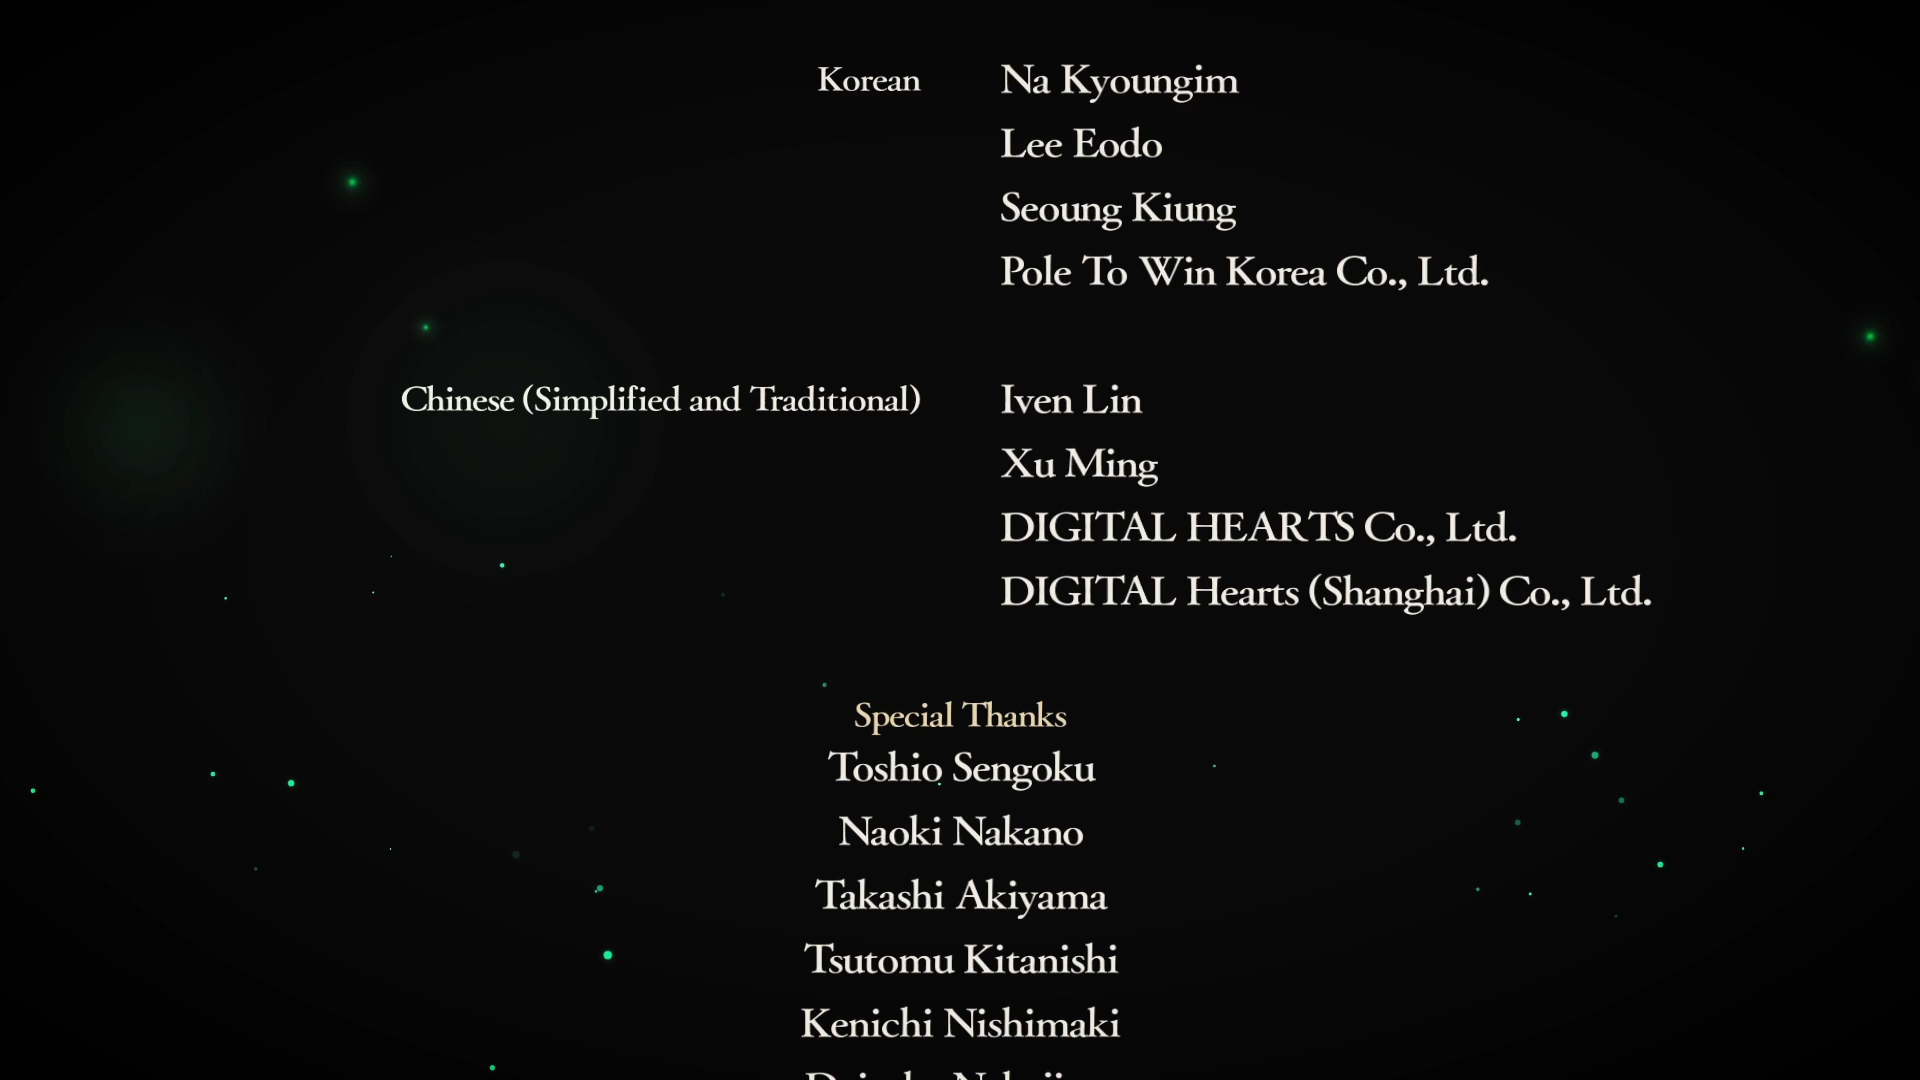 Korean Na Kyoungim
Lee Eodo
Seoung Kiung
Pole To Win Korea Co., Ltd.
Chinese (Simplified and Traditional) Iven Lin
Xu Ming
DIGITAL HEARTS Co., Ltd.
DIGITAL Hearts (Shanghai) Co., Ltd.
Special Thanks
Toshio Sengoku
Naoki Nakano
Takashi Akiyama
Tsutomu Kitanishi
Kenichi Nishimaki